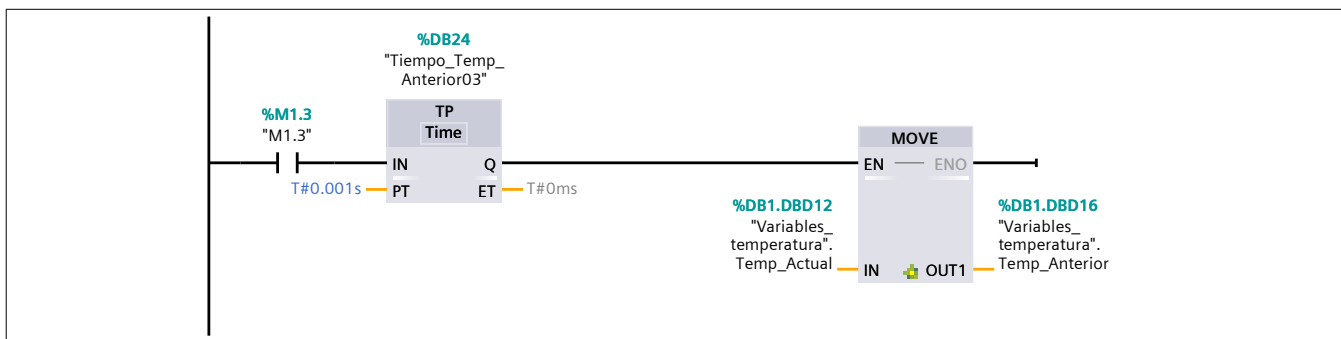 %DB24
"Tiempo_Temp_
Anterior03"
%M1.3
"M1.3"
TP
Time
IN Q
T#0.001s PT ET T#0ms
MOVE
EN ENO
%DB1.DBD12
"Variables_
temperatura".
Temp_Actual
IN OUT1
%DB1.DBD16
"Variables_
temperatura".
Temp_Anterior